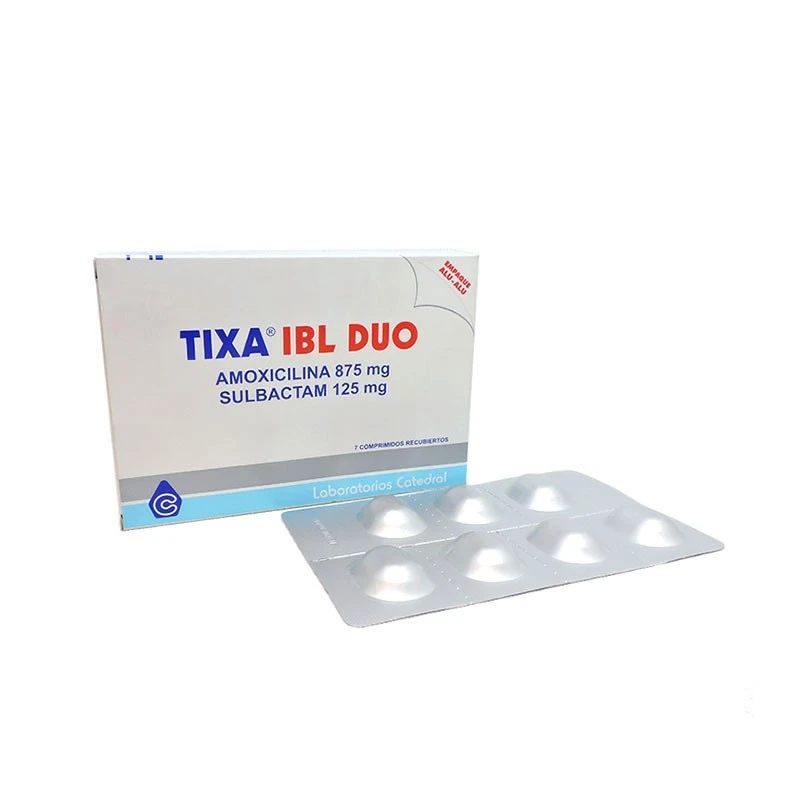 EMPAQUE
ALU-ALU
TIXA® IBL DUO
AMOXICILINA 875 mg
SULBACTAM 125 mg
7 COMPRIMIDOS RECUBIERTOS
Laboratorios Catedral